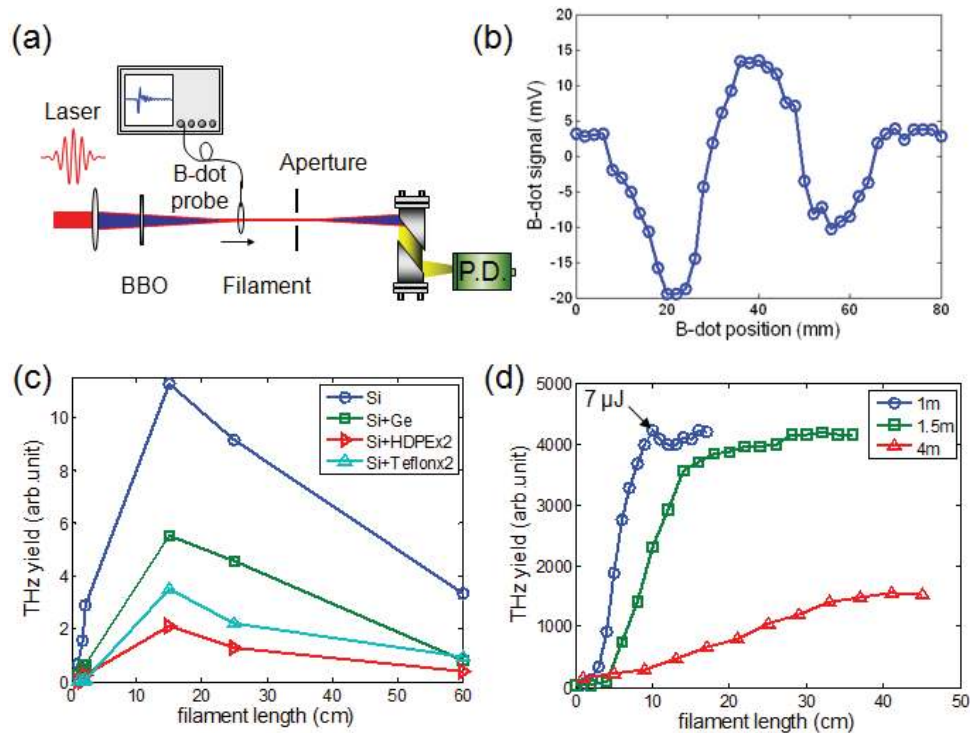 (a)
Laser
B-dot
probe
Aperture
BBO
Filament
P.D.
(b)
B-dot signal (mV)
20
15
10
5
0
-5
-10
-15
-20
0 20 40 60 80
B-dot position (mm)
(c)
THz yield (arb.unit)
10
8
6
4
2
0
0 10 20 30 40 50 60
filament length (cm)
Si
Si+Ge
Si+HDPEx2
Si+Teflonx2
(d)
7 μJ
THz yield (arb.unit)
5000
4000
3000
2000
1000
0
0 10 20 30 40 50
filament length (cm)
1m
1.5m
4m